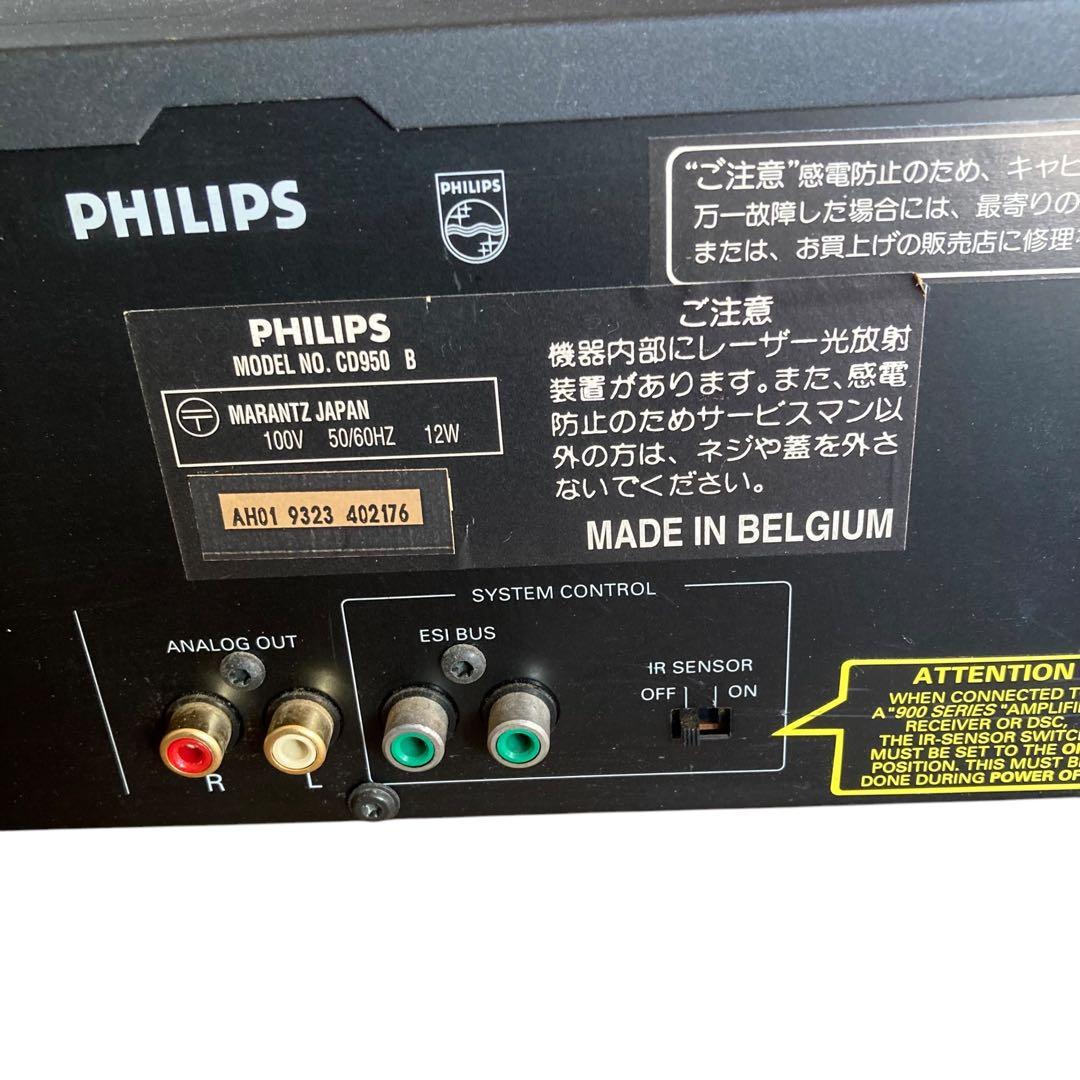 PHILIPS
PHILIPS
"ご注意"感電防止のため、キャビ
万一故障した場合には、最寄りの
または、お買上げの販売店に修理
PHILIPS
MODEL NO. CD950 B
MARANTZ JAPAN
100V 50/60HZ 12W
AH01 9323 402176
ご注意
機器内部にレーザー光放射
装置があります。また、感電
防止のためサービスマン以
外の方は、ネジや蓋を外さ
ないでください。
MADE IN BELGIUM
SYSTEM CONTROL
ANALOG OUT
ESI BUS
IR SENSOR
OFF ON
R L
ATTENTION
WHEN CONNECTED T
A "900 SERIES "AMPLIFI
RECEIVER OR DSC,
THE IR-SENSOR SWITC
MUST BE SET TO THE O
POSITION. THIS MUST B
DONE DURING POWER OF